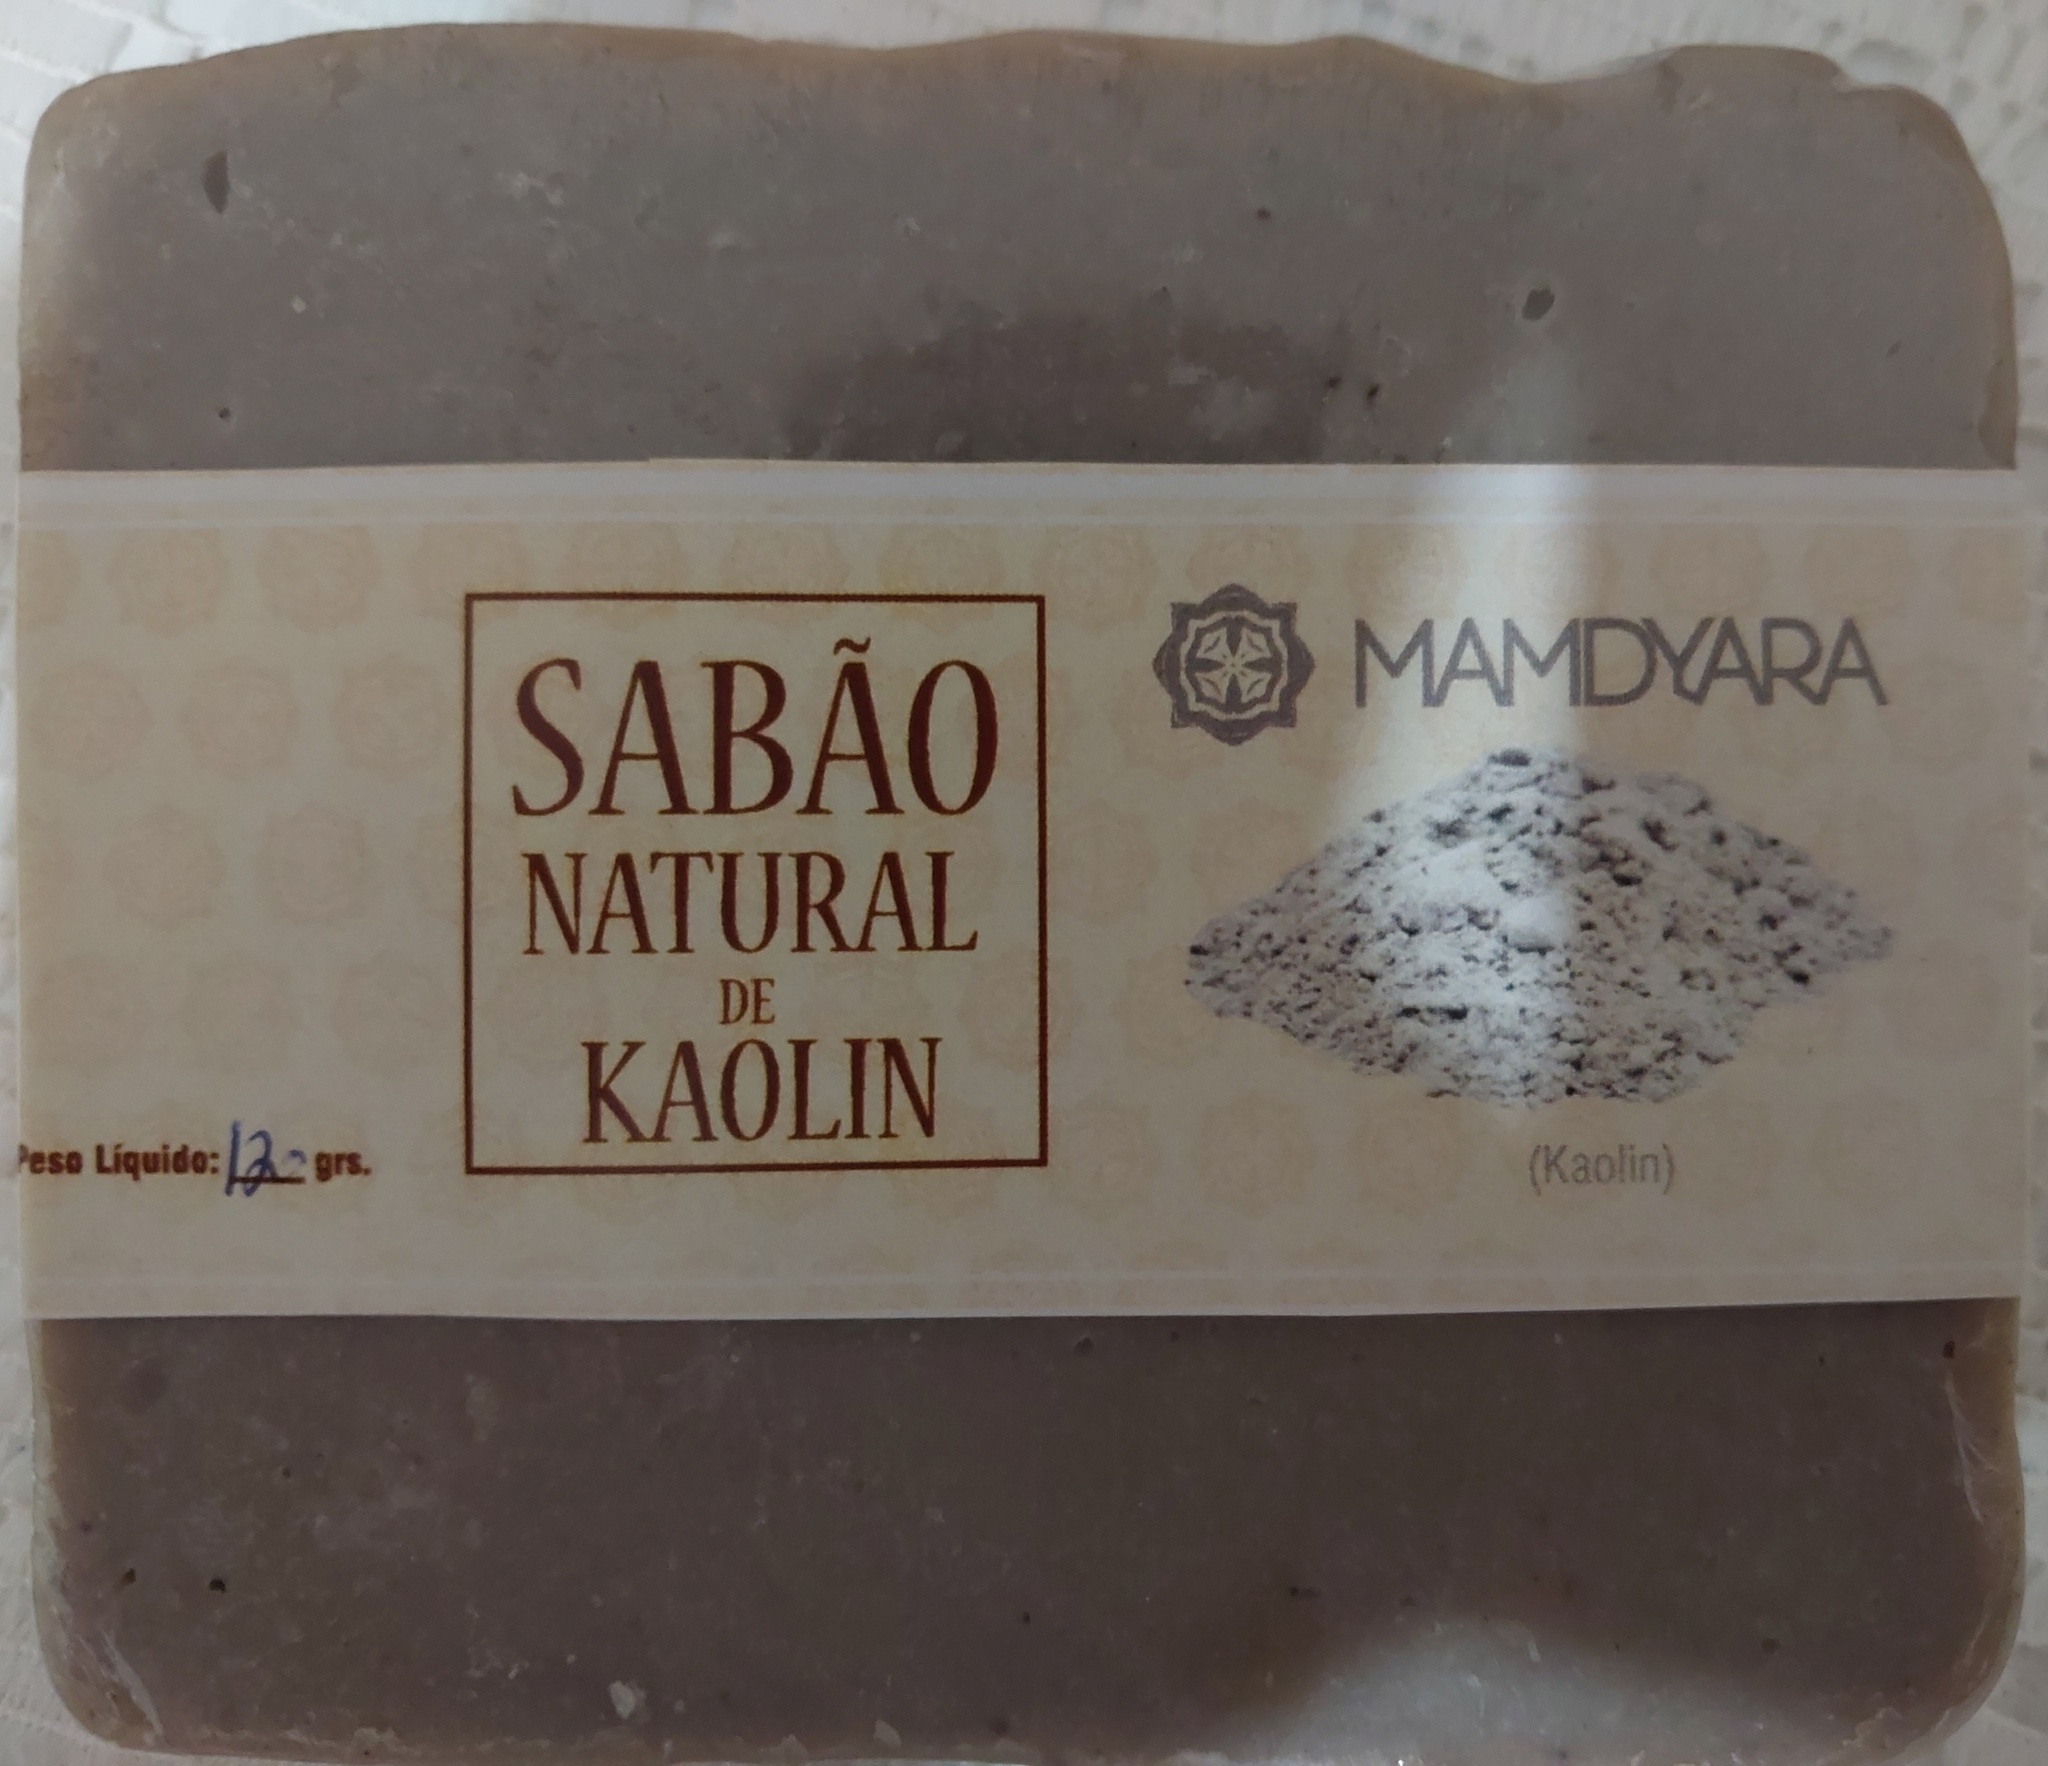 SABÃO
NATURAL
DE
KAOLIN
MAMDYARA
(Kaolin)
Peso Líquido: 120 grs.